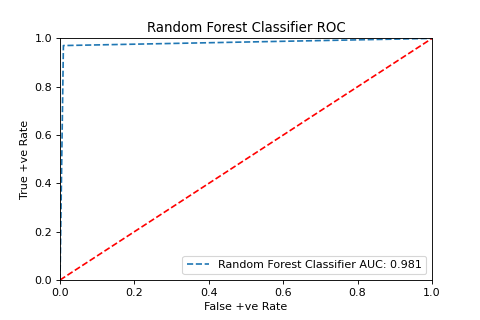 Random Forest Classifier ROC
1.0
0.8
0.6
0.4
0.2
0.0
True +ve Rate
Random Forest Classifier AUC: 0.981
0.0 0.2 0.4 0.6 0.8 1.0
False +ve Rate